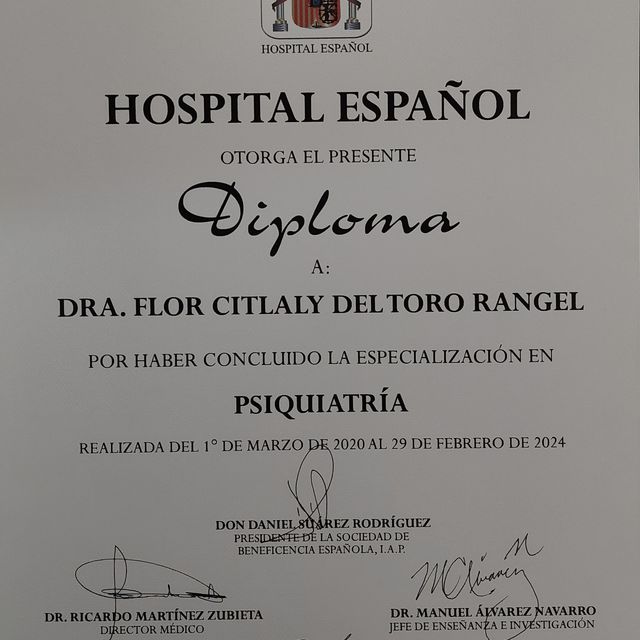 HOSPITAL ESPAÑOL
HOSPITAL ESPAÑOL
OTORGA EL PRESENTE
Diploma
A:
DRA. FLOR CITLALY DEL TORO RANGEL
POR HABER CONCLUIDO LA ESPECIALIZACIÓN EN
PSIQUIATRÍA
REALIZADA DEL 1° DE MARZO DE 2020 AL 29 DE FEBRERO DE 2024
DON DANIEL SUÁREZ RODRÍGUEZ
PRESIDENTE DE LA SOCIEDAD DE
BENEFICENCIA ESPAÑOLA, I.A.P.
DR. RICARDO MARTÍNEZ ZUBIETA
DIRECTOR MÉDICO
DR. MANUEL ÁLVAREZ NAVARRO
JEFE DE ENSEÑANZA E INVESTIGACIÓN